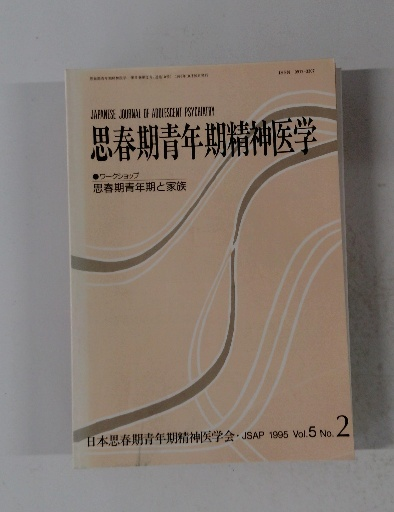 JAPANESE JOURNAL OF ADOLESCENT PSYCHIATRY
思春期青年期精神医学
●ワークショップ
思春期青年期と家族
日本思春期青年期精神医学会・JSAP 1995 Vol.5 No.2